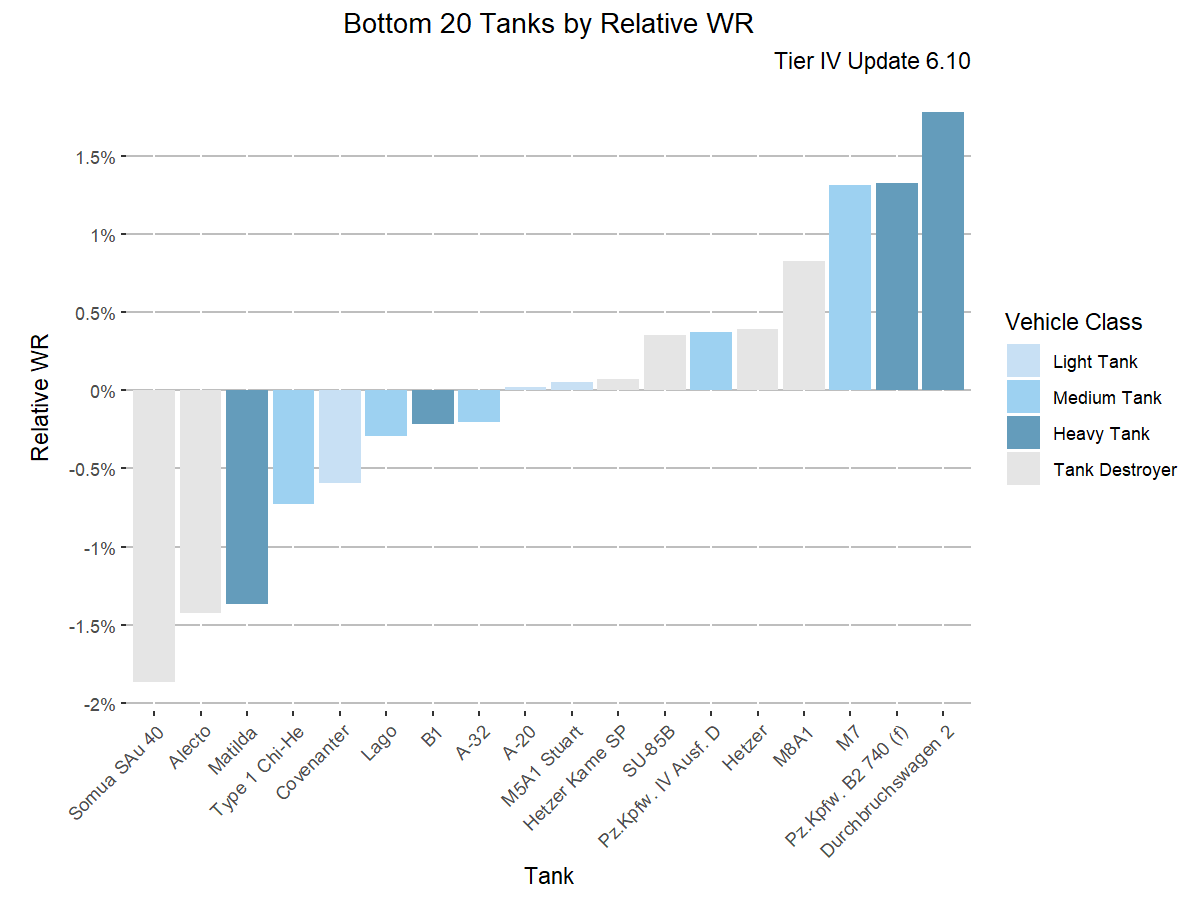 Bottom 20 Tanks by Relative WR
Tier IV Update 6.10
1.5%
1%
0.5%
0%
-0.5%
-1%
-1.5%
-2%
Relative WR
Somua SAu 40
Alecto
Matilda
Type 1 Chi-He
Covenanter
Lago
B1
A-32
A-20
M5A1 Stuart
Hetzer Kame SP
SU-85B
Pz.Kpfw. IV Ausf. D
Hetzer
M8A1
M7
Pz.Kpfw. B2 740 (f)
Durchbruchswagen 2
Tank
Vehicle Class
Light Tank
Medium Tank
Heavy Tank
Tank Destroyer